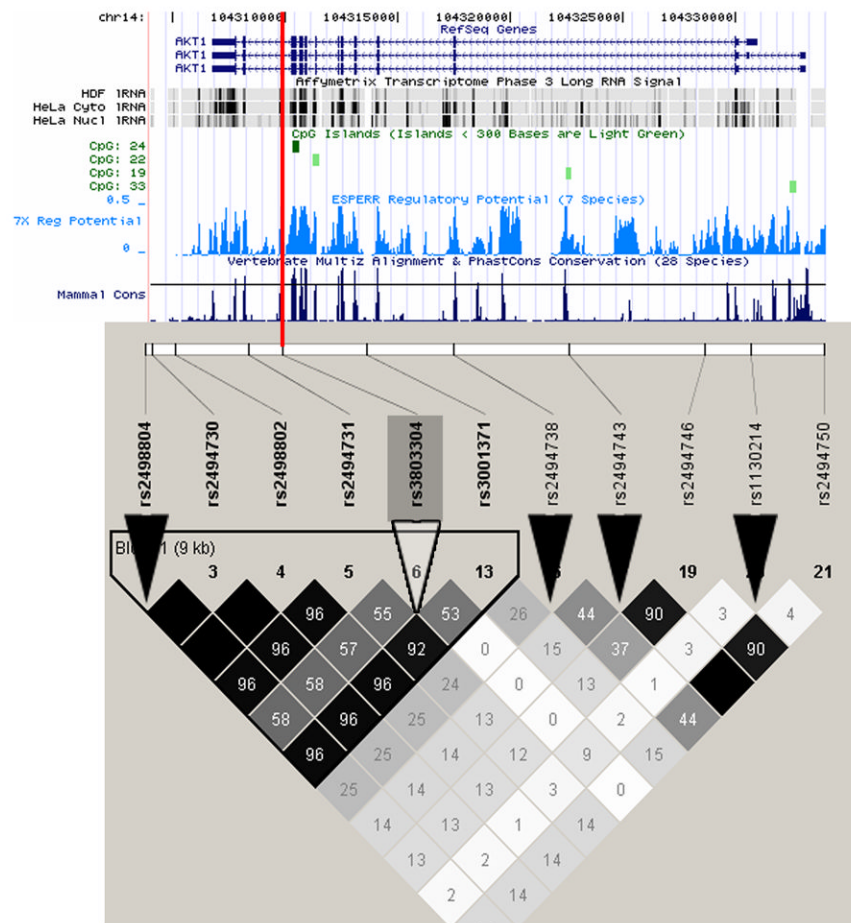 chr14: 104310000 104315000 104320000 104325000 104330000
RefSeq Genes
AKT1
AKT1
AKT1
Affymetrix Transcriptome Phase 3 Long RNA Signal
HDF lRNA
HeLa Cyto lRNA
HeLa Nucl lRNA
CpG Islands (Islands < 300 Bases are Light Green)
CpG: 24
CpG: 22
CpG: 19
CpG: 33
0.5 _ ESPERR Regulatory Potential (7 Species)
7X Reg Potential
0 _
Vertebrate Multiz Alignment & PhastCons Conservation (28 Species)
Mammal Cons
rs2498804 rs2494730 rs2498802 rs2494731 rs3803304 rs3001371 rs2494738 rs2494743 rs2494746 rs1130214 rs2494750
1 (9 kb)
3 4 5 6 13 19 21
96 55 53 26 44 90 3 4
96 57 92 0 15 37 3 90
96 58 96 24 0 13 1
58 96 25 13 0 2 44
96 25 14 12 9 15
25 14 13 3 0
14 13 1 14
13 2 14
2 14